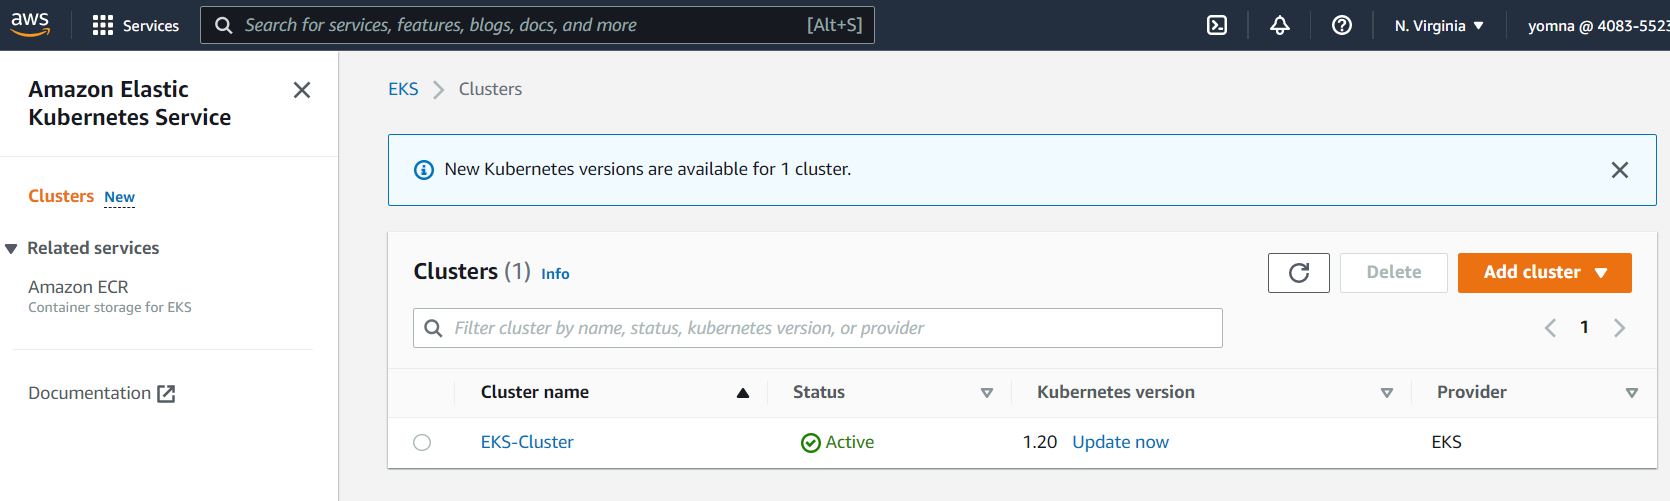 aws
Services
Search for services, features, blogs, docs, and more [Alt+S]
N. Virginia
yomna @ 4083-5523
Amazon Elastic
Kubernetes Service
Clusters New
Related services
Amazon ECR
Container storage for EKS
Documentation
EKS Clusters
New Kubernetes versions are available for 1 cluster.
Clusters (1) Info
Delete
Add cluster
Filter cluster by name, status, kubernetes version, or provider
1
Cluster name Status Kubernetes version Provider
EKS-Cluster Active 1.20 Update now EKS